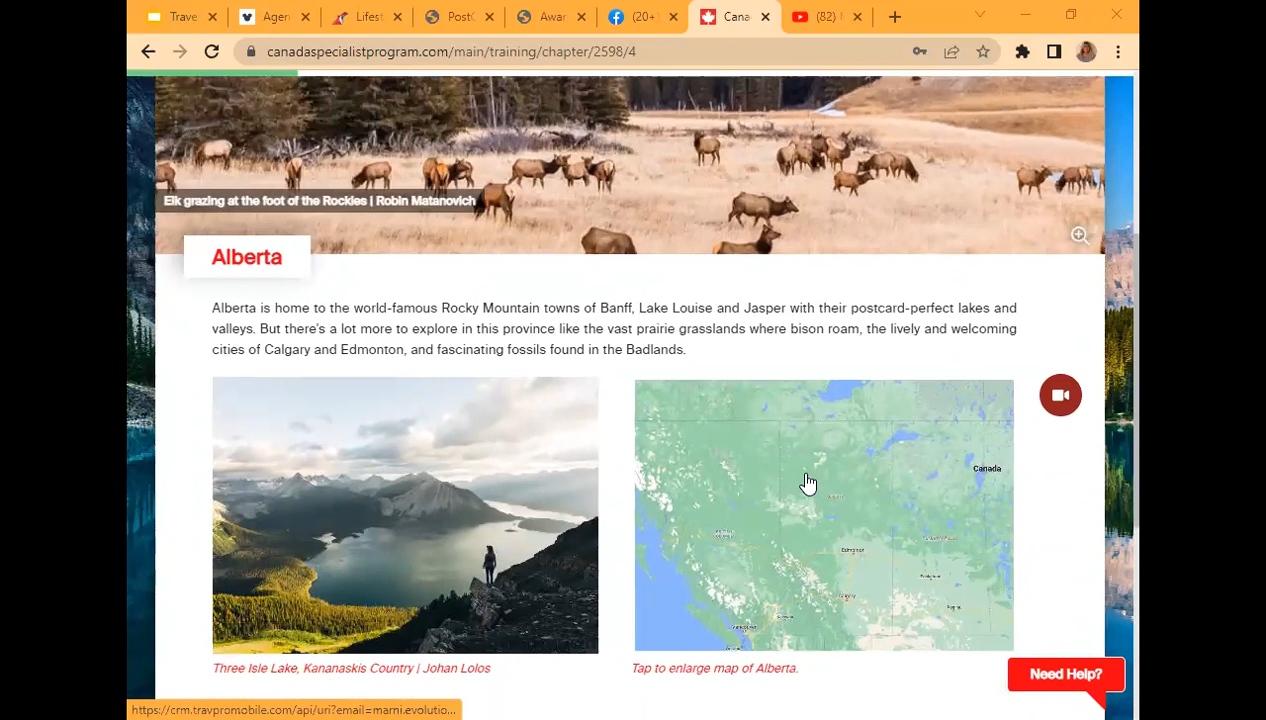 Trave
Agen
Lifest
PostC
Awar
(20+
Cana
(82)
canadaspecialistprogram.com/main/training/chapter/2598/4
Elk grazing at the foot of the Rockies | Robin Matanovich
Alberta
Alberta is home to the world-famous Rocky Mountain towns of Banff, Lake Louise and Jasper with their postcard-perfect lakes and
valleys. But there's a lot more to explore in this province like the vast prairie grasslands where bison roam, the lively and welcoming
cities of Calgary and Edmonton, and fascinating fossils found in the Badlands.
Canada
Edmonton
Calgary
Vancouver
Three Isle Lake, Kananaskis Country | Johan Lolos
Tap to enlarge map of Alberta.
Need Help?
https://crm.travpromobile.com/api/uri?email=marni.evolutio...